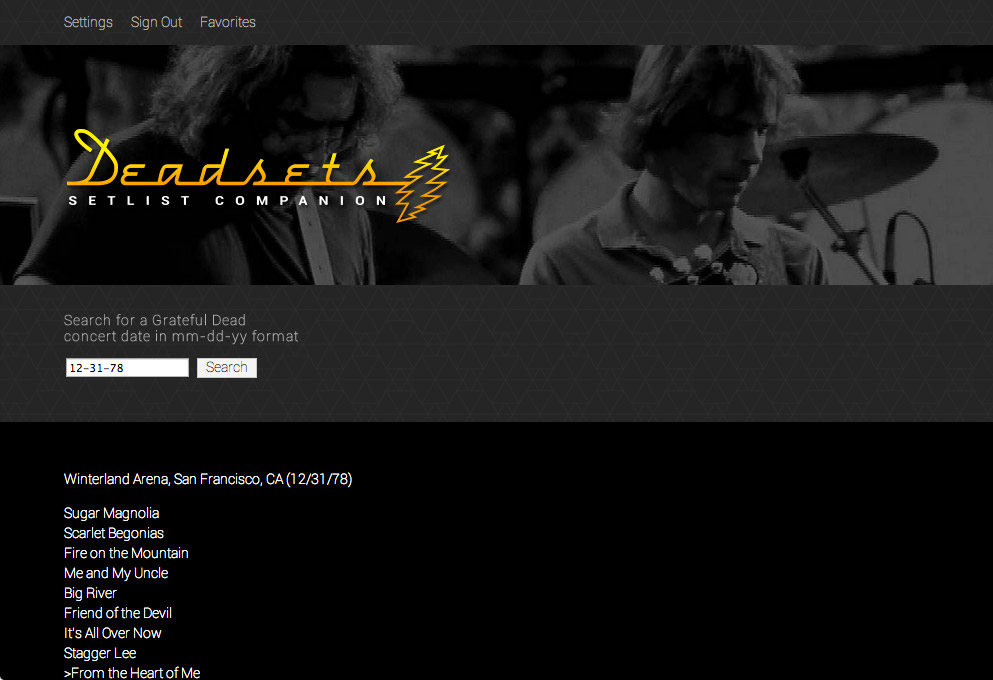 Settings Sign Out Favorites
Deadsets
SETLIST COMPANION
Search for a Grateful Dead
concert date in mm-dd-yy format
12-31-78 Search
Winterland Arena, San Francisco, CA (12/31/78)
Sugar Magnolia
Scarlet Begonias
Fire on the Mountain
Me and My Uncle
Big River
Friend of the Devil
It's All Over Now
Stagger Lee
>From the Heart of Me